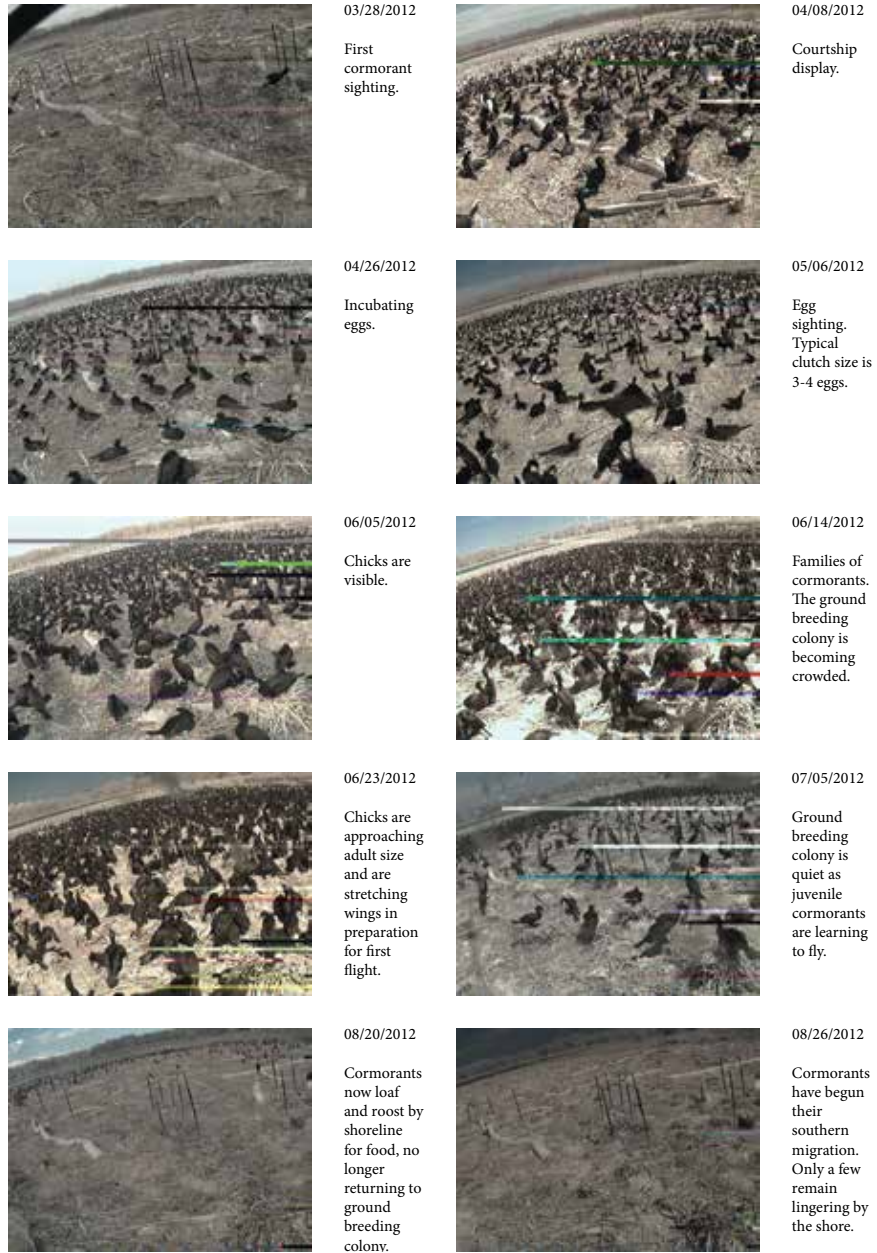 03/28/2012
First
cormorant
sighting.
04/08/2012
Courtship
display.
04/26/2012
Incubating
eggs.
05/06/2012
Egg
sighting.
Typical
clutch size is
3-4 eggs.
06/05/2012
Chicks are
visible.
06/14/2012
Families of
cormorants.
The ground
breeding
colony is
becoming
crowded.
06/23/2012
Chicks are
approaching
adult size
and are
stretching
wings in
preparation
for first
flight.
07/05/2012
Ground
breeding
colony is
quiet as
juvenile
cormorants
are learning
to fly.
08/20/2012
Cormorants
now loaf
and roost by
shoreline
for food, no
longer
returning to
ground
breeding
colony.
08/26/2012
Cormorants
have begun
their
southern
migration.
Only a few
remain
lingering by
the shore.